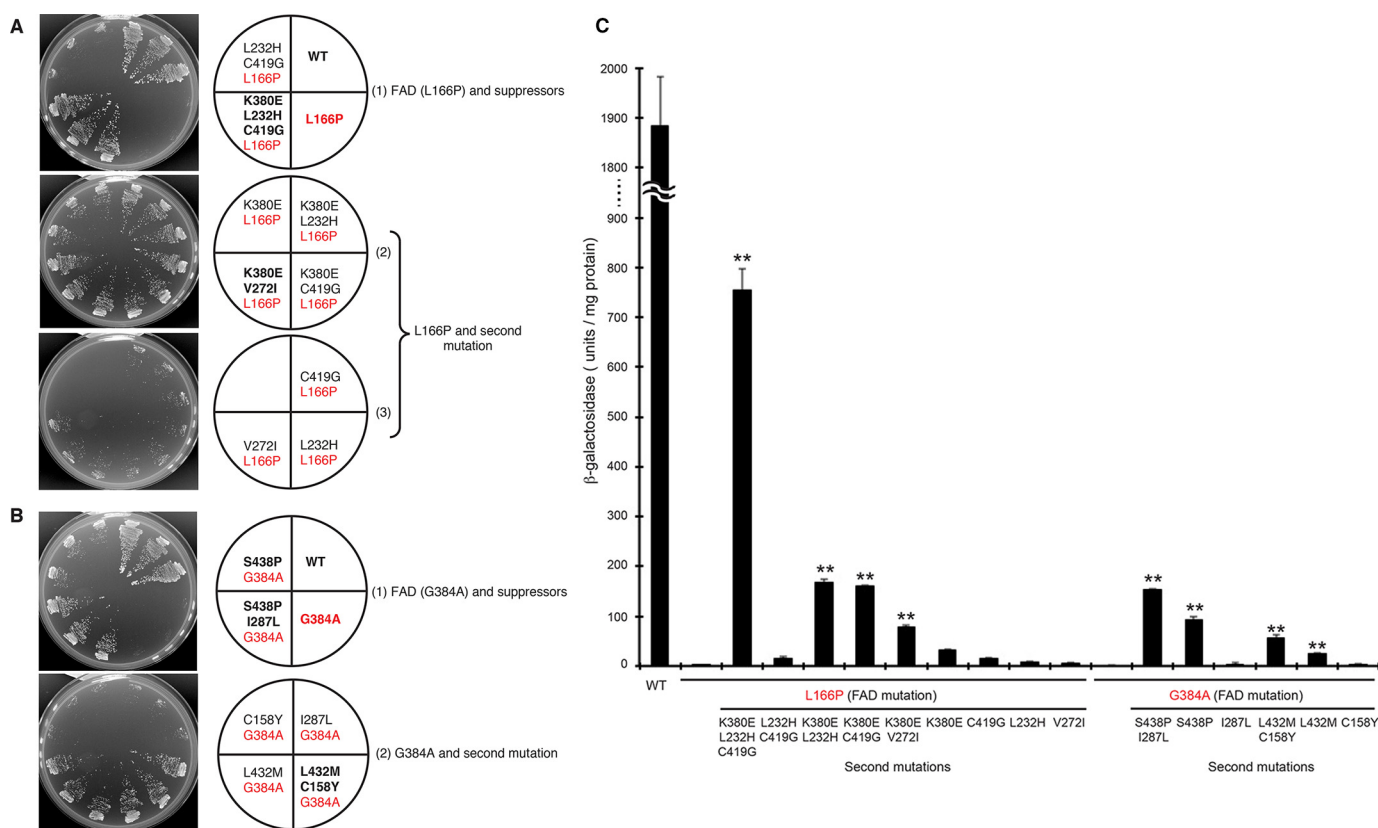 A
L232H
C419G
L166P
WT
K380E
L232H
C419G
L166P
L166P
(1) FAD (L166P) and suppressors
K380E
L166P
K380E
L232H
L166P
K380E
V272I
L166P
K380E
C419G
L166P
(2)
C419G
L166P
V272I
L166P
L232H
L166P
(3)
L166P and second
mutation
B
S438P
G384A
WT
S438P
I287L
G384A
G384A
(1) FAD (G384A) and suppressors
C158Y
G384A
I287L
G384A
L432M
G384A
L432M
C158Y
G384A
(2) G384A and second mutation
C
β-galactosidase ( units / mg protein)
2000
1900
1800
900
800
700
600
500
400
300
200
100
0
**
**
**
**
**
**
**
**
WT
L166P (FAD mutation)
G384A (FAD mutation)
K380E L232H K380E K380E K380E K380E C419G L232H V272I
L232H C419G L232H C419G V272I
C419G
S438P S438P I287L L432M L432M C158Y
I287L C158Y
Second mutations
Second mutations